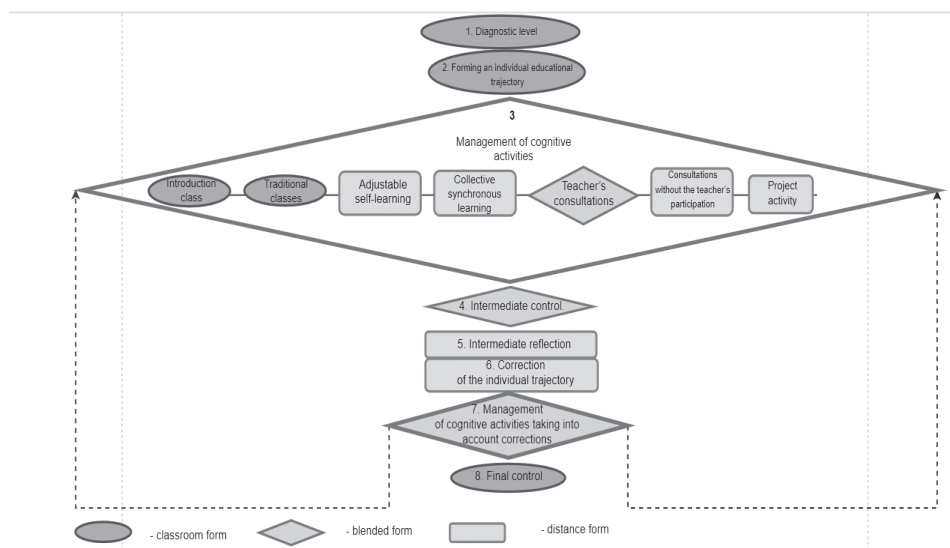 1. Diagnostic level
2. Forming an individual educational
trajectory
3
Management of cognitive
activities
Introduction
class
Traditional
classes
Adjustable
self-learning
Collective
synchronous
learning
Teacher's
consultations
Consultations
without the teacher's
participation
Project
activity
4. Intermediate control.
5. Intermediate reflection
6. Correction
of the individual trajectory
7. Management
of cognitive activities taking into
account corrections
8. Final control
- classroom form
- blended form
- distance form